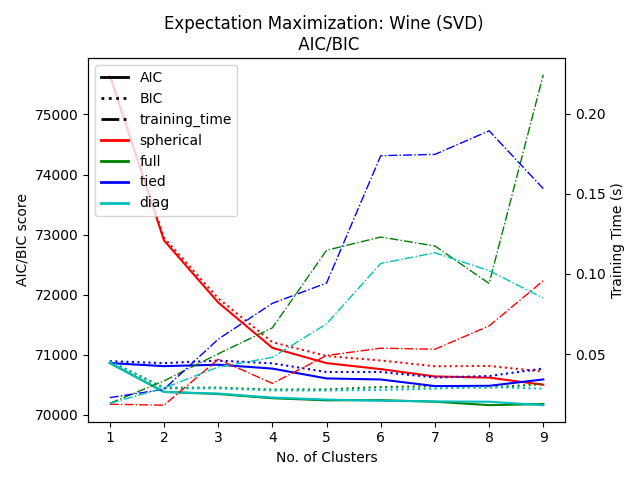 Expectation Maximization: Wine (SVD)
AIC/BIC
AIC
BIC
training_time
spherical
full
tied
diag
AIC/BIC score
75000
74000
73000
72000
71000
70000
0.20
0.15
0.10
0.05
Training Time (s)
1 2 3 4 5 6 7 8 9
No. of Clusters